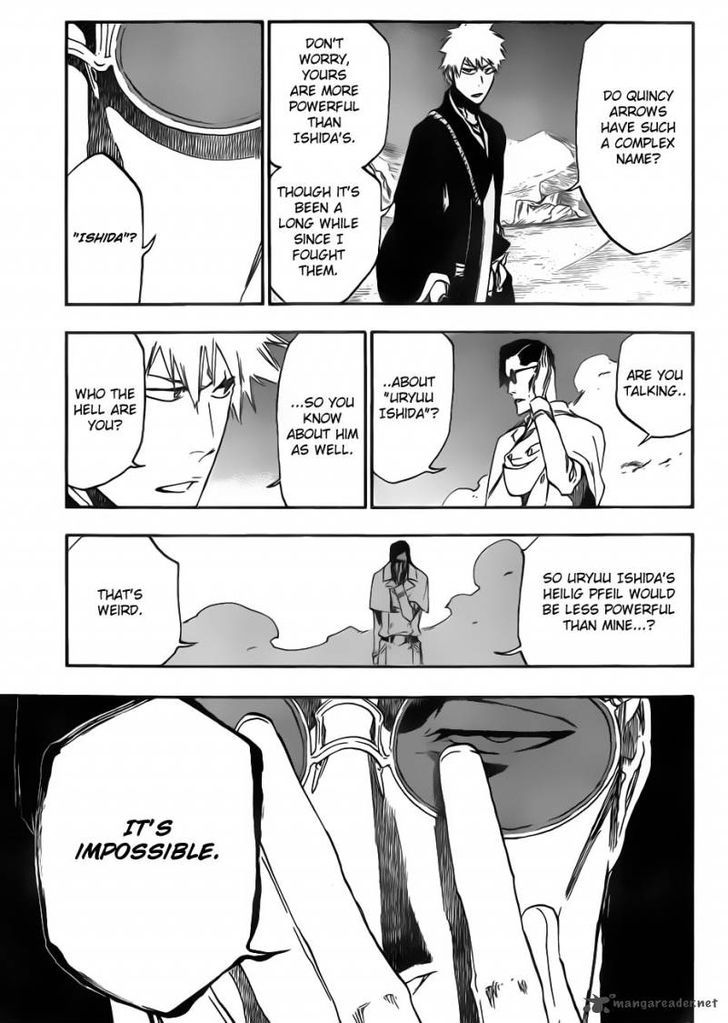 DO QUINCY
ARROWS
HAVE SUCH
A COMPLEX
NAME?
DON'T
WORRY,
YOURS
ARE MORE
POWERFUL
THAN
ISHIDA'S.
THOUGH IT'S
BEEN A
LONG WHILE
SINCE I
FOUGHT
THEM.
"ISHIDA"?
ARE YOU
TALKING..
..ABOUT
"URYUU
ISHIDA"?
...SO YOU
KNOW
ABOUT HIM
AS WELL.
WHO THE
HELL ARE
YOU?
SO URYUU ISHIDA'S
HEILIG PFEIL WOULD
BE LESS POWERFUL
THAN MINE...?
THAT'S
WEIRD.
IT'S
IMPOSSIBLE.
mangareader.net